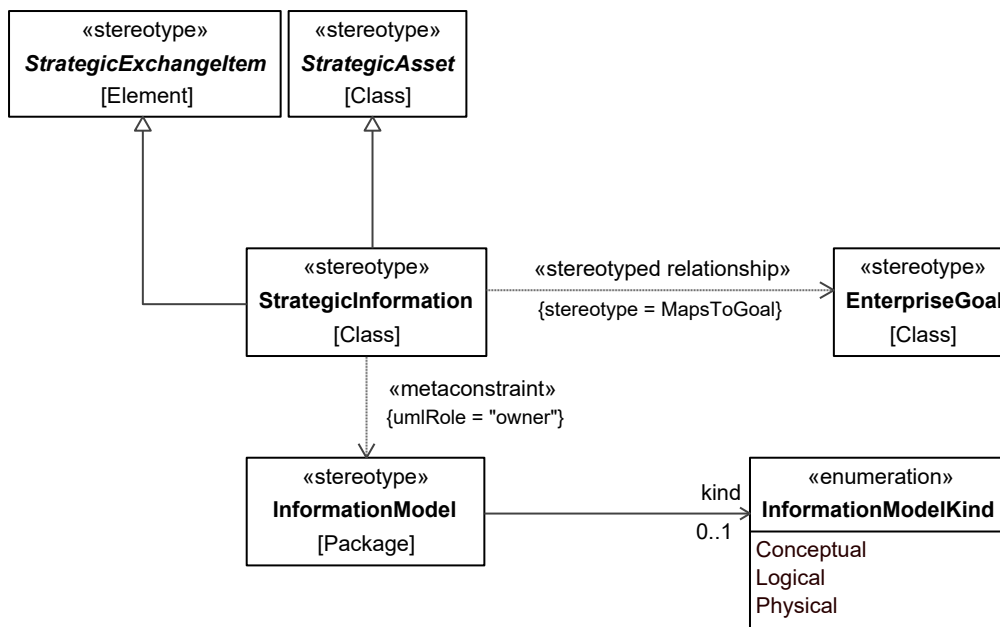 «stereotype»
StrategicExchangeItem
[Element]
«stereotype»
StrategicAsset
[Class]
«stereotype»
StrategicInformation
[Class]
«stereotyped relationship»
{stereotype = MapsToGoal}
«stereotype»
EnterpriseGoal
[Class]
«metaconstraint»
{umlRole = "owner"}
«stereotype»
InformationModel
[Package]
kind
0..1
«enumeration»
InformationModelKind
Conceptual
Logical
Physical